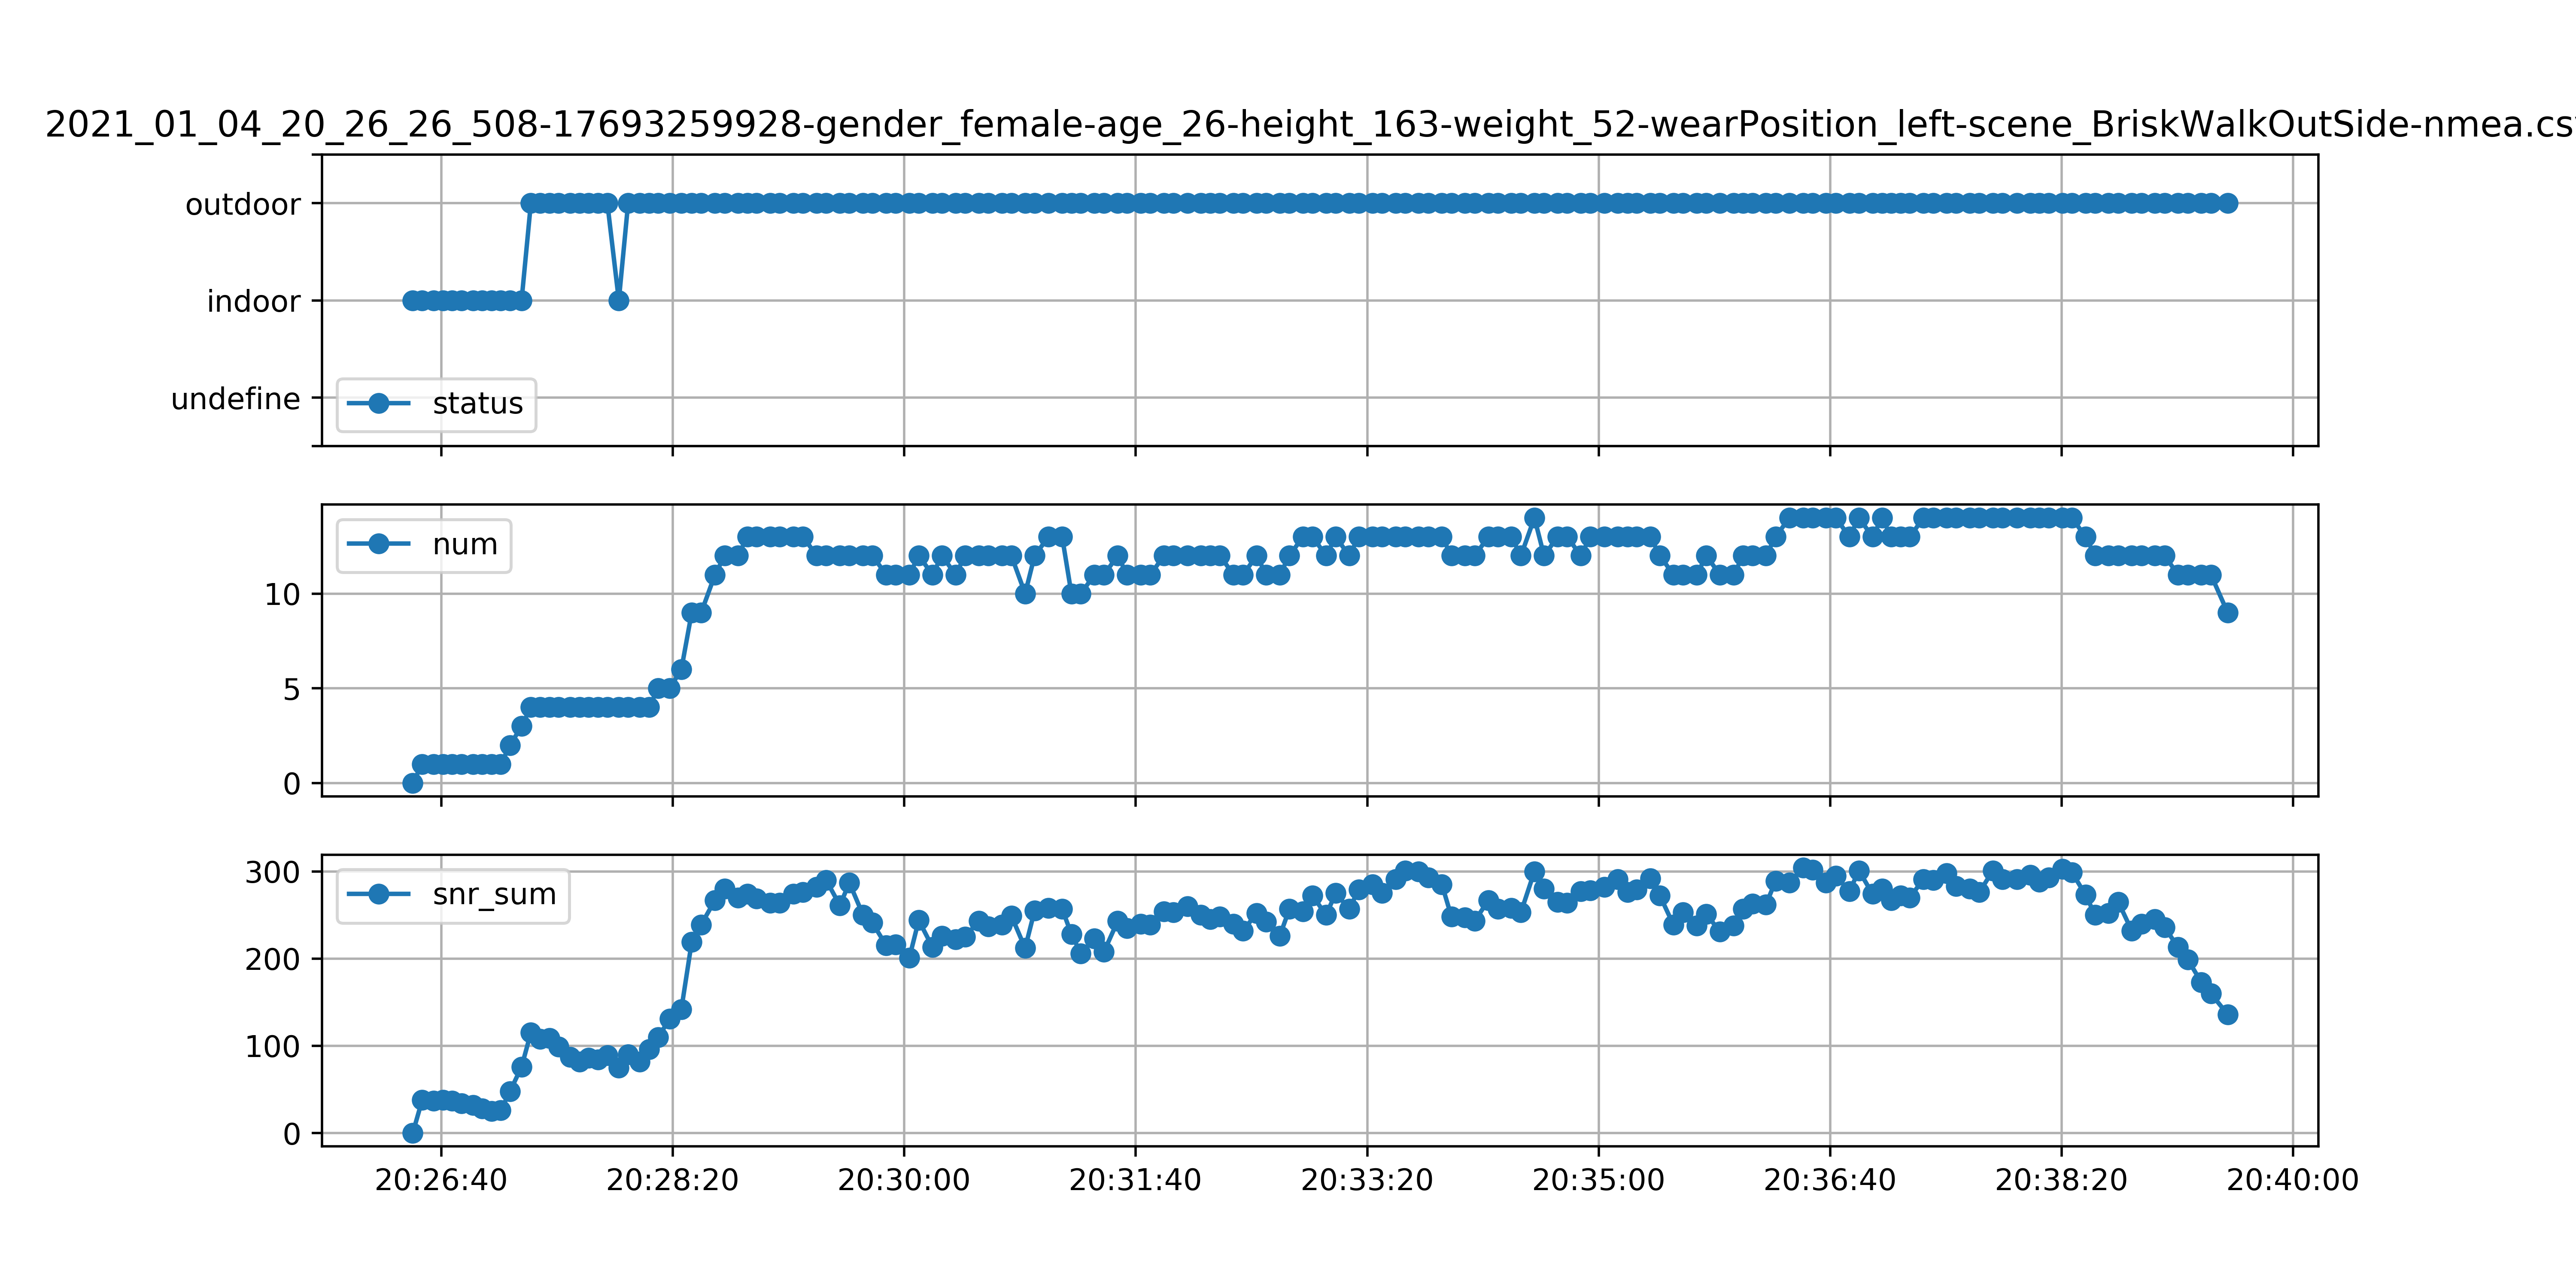 2021_01_04_20_26_26_508-17693259928-gender_female-age_26-height_163-weight_52-wearPosition_left-scene_BriskWalkOutSide-nmea.cs
outdoor
indoor
undefine
status
num
10
5
0
snr_sum
300
200
100
0
20:26:40 20:28:20 20:30:00 20:31:40 20:33:20 20:35:00 20:36:40 20:38:20 20:40:00